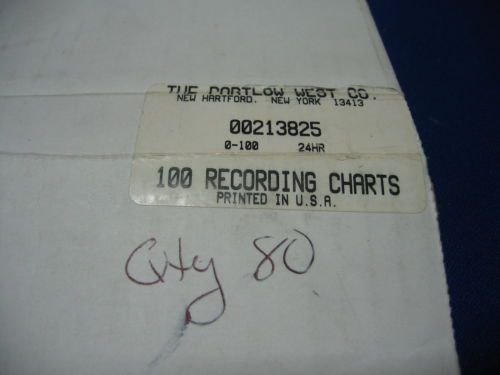 THE PARTLOW WEST CO.
NEW HARTFORD. NEW YORK 13413
00213825
0-100 24HR
100 RECORDING CHARTS
PRINTED IN U.S.A.
Qty 80